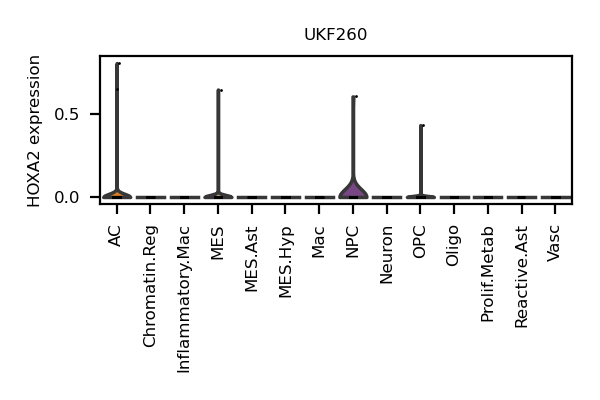 UKF260
HOXA2 expression
0.5
0.0
AC
Chromatin.Reg
Inflammatory.Mac
MES
MES.Ast
MES.Hyp
Mac
NPC
Neuron
OPC
Oligo
Prolif.Metab
Reactive.Ast
Vasc